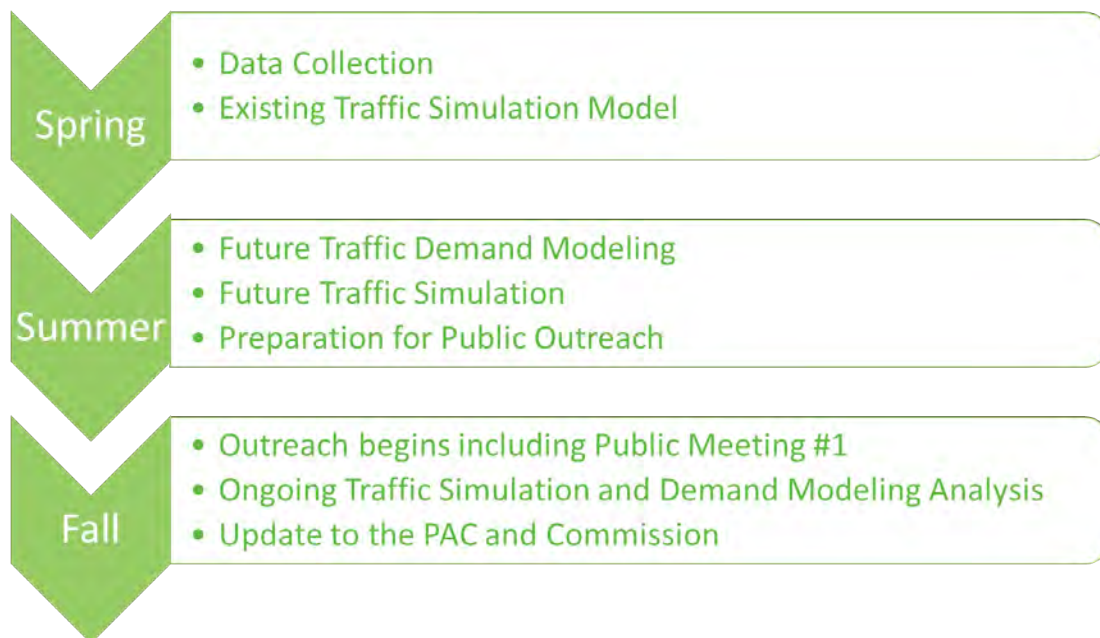 Spring
• Data Collection
• Existing Traffic Simulation Model
Summer
• Future Traffic Demand Modeling
• Future Traffic Simulation
• Preparation for Public Outreach
Fall
• Outreach begins including Public Meeting #1
• Ongoing Traffic Simulation and Demand Modeling Analysis
• Update to the PAC and Commission